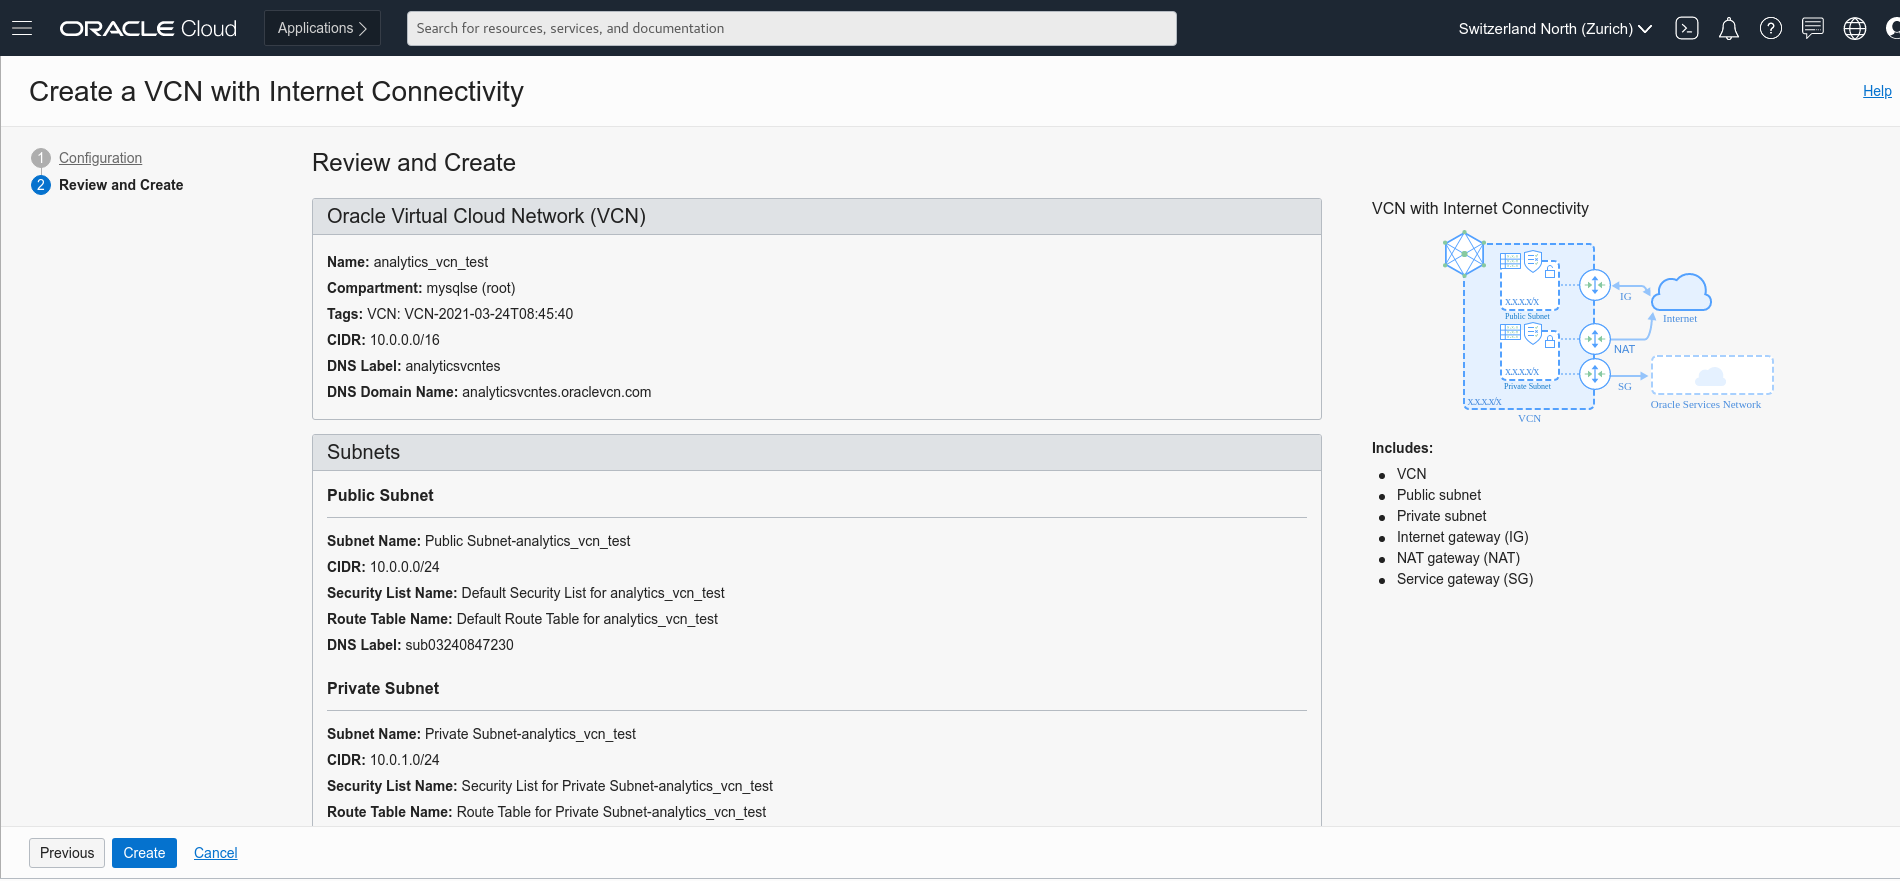 ORACLE Cloud
Applications
Search for resources, services, and documentation
Switzerland North (Zurich)
Create a VCN with Internet Connectivity
Help
1 Configuration
2 Review and Create
Review and Create
Oracle Virtual Cloud Network (VCN)
Name: analytics_vcn_test
Compartment: mysqlse (root)
Tags: VCN: VCN-2021-03-24T08:45:40
CIDR: 10.0.0.0/16
DNS Label: analyticsvcntes
DNS Domain Name: analyticsvcntes.oraclevcn.com
Subnets
Public Subnet
Subnet Name: Public Subnet-analytics_vcn_test
CIDR: 10.0.0.0/24
Security List Name: Default Security List for analytics_vcn_test
Route Table Name: Default Route Table for analytics_vcn_test
DNS Label: sub03240847230
Private Subnet
Subnet Name: Private Subnet-analytics_vcn_test
CIDR: 10.0.1.0/24
Security List Name: Security List for Private Subnet-analytics_vcn_test
Route Table Name: Route Table for Private Subnet-analytics_vcn_test
VCN with Internet Connectivity
X.X.X.X/X
Public Subnet
IG
Internet
NAT
X.X.X.X/X
Private Subnet
SG
X.X.X.X/X
Oracle Services Network
VCN
Includes:
VCN
Public subnet
Private subnet
Internet gateway (IG)
NAT gateway (NAT)
Service gateway (SG)
Previous
Create
Cancel